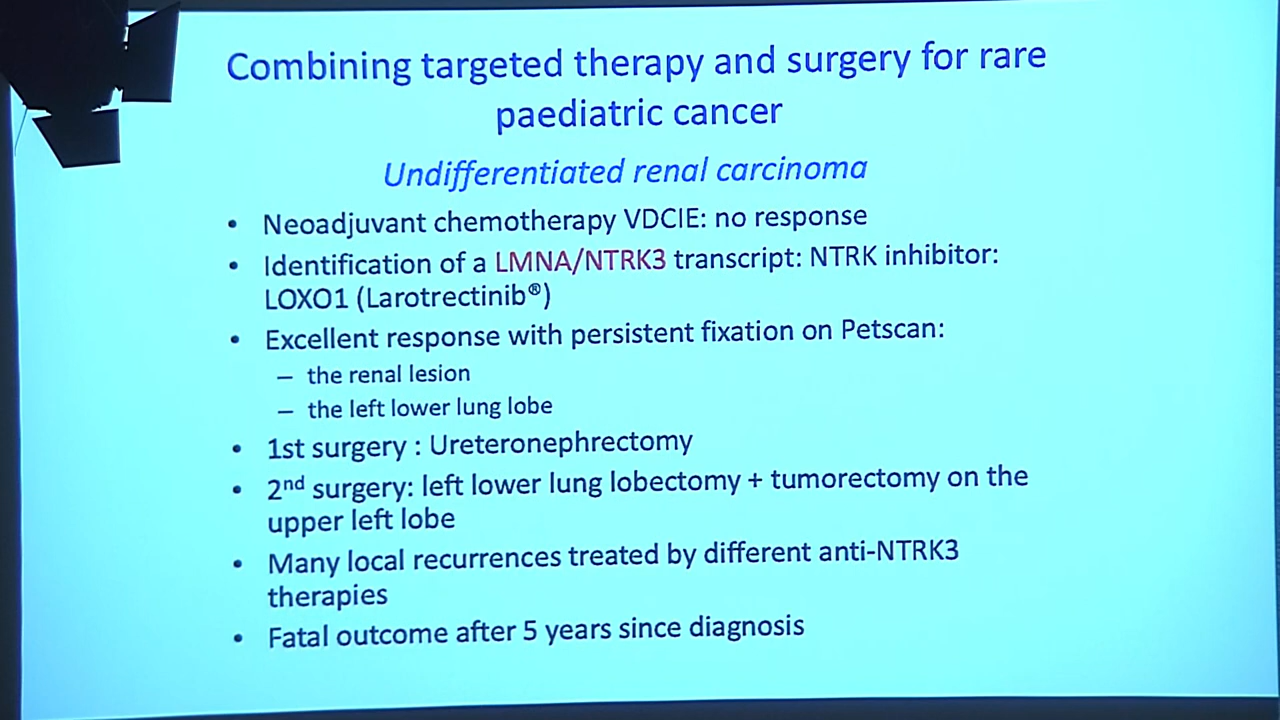 Combining targeted therapy and surgery for rare
paediatric cancer
Undifferentiated renal carcinoma
• Neoadjuvant chemotherapy VDCIE: no response
• Identification of a LMNA/NTRK3 transcript: NTRK inhibitor:
LOXO1 (Larotrectinib®)
• Excellent response with persistent fixation on Petscan:
– the renal lesion
– the left lower lung lobe
• 1st surgery : Ureteronephrectomy
• 2nd surgery: left lower lung lobectomy + tumorectomy on the
upper left lobe
• Many local recurrences treated by different anti-NTRK3
therapies
• Fatal outcome after 5 years since diagnosis